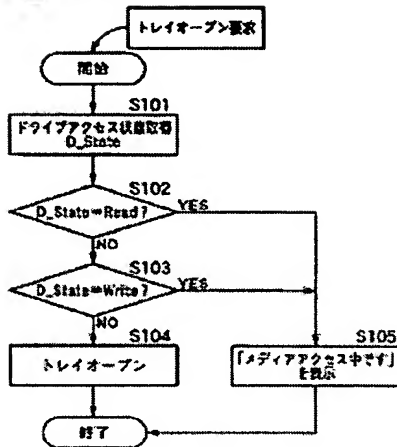 トレイオープン要求
開始
S101
ドライブアクセス状態取得
D_State
S102
D_State=Read?
YES
NO
S103
D_State=Write?
YES
NO
S104
トレイオープン
S105
「メディアアクセス中です」
を表示
終了